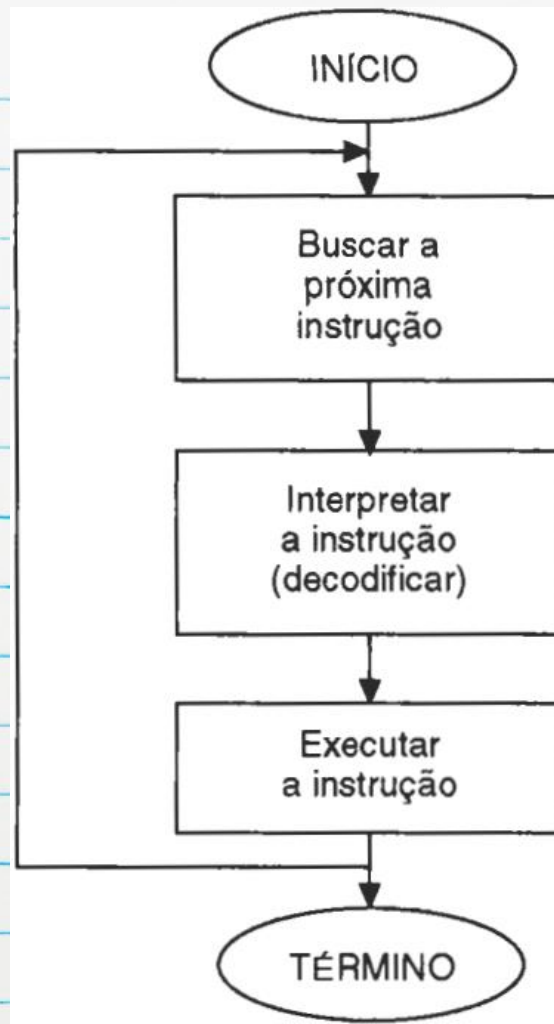 INÍCIO
Buscar a
próxima
instrução
Interpretar
a instrução
(decodificar)
Executar
a instrução
TÉRMINO